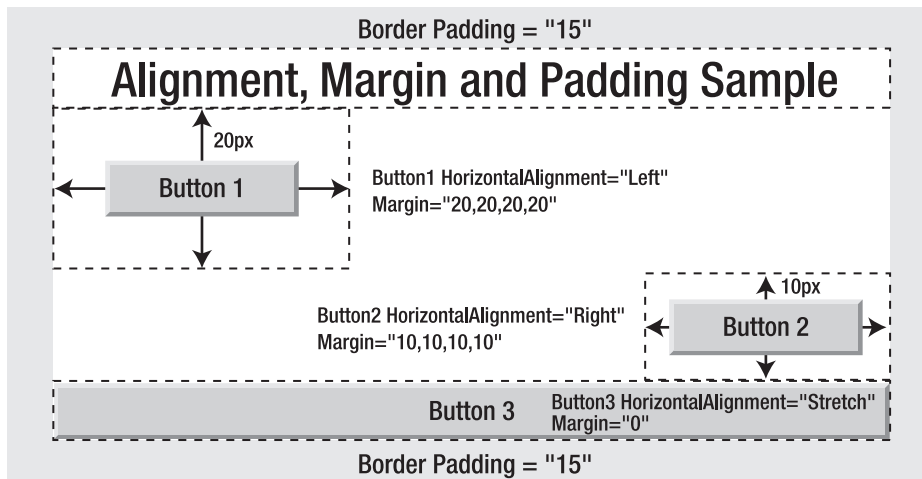 Border Padding = "15"
Alignment, Margin and Padding Sample
20px
Button 1
Button1 HorizontalAlignment="Left"
Margin="20,20,20,20"
10px
Button2 HorizontalAlignment="Right"
Margin="10,10,10,10"
Button 2
Button 3
Button3 HorizontalAlignment="Stretch"
Margin="0"
Border Padding = "15"